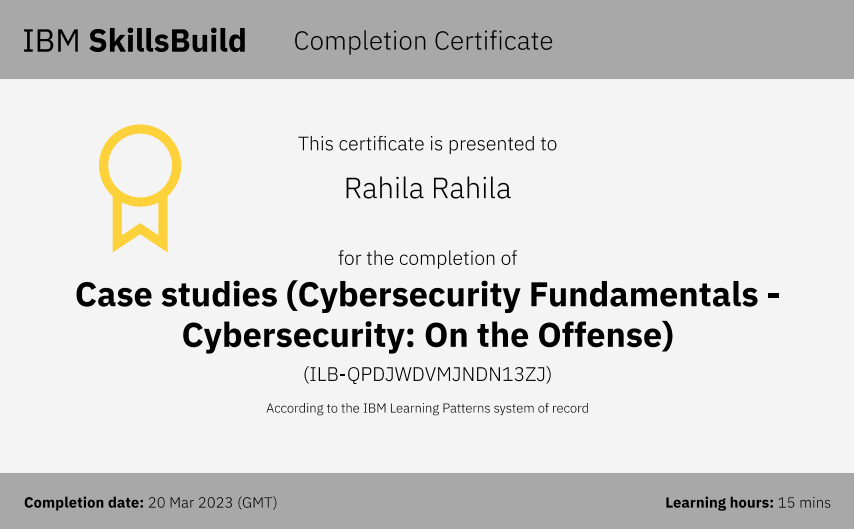 IBM SkillsBuild Completion Certificate
This certificate is presented to
Rahila Rahila
for the completion of
Case studies (Cybersecurity Fundamentals -
Cybersecurity: On the Offense)
(ILB-QPDJWDVMJNDN13ZJ)
According to the IBM Learning Patterns system of record
Completion date: 20 Mar 2023 (GMT) Learning hours: 15 mins